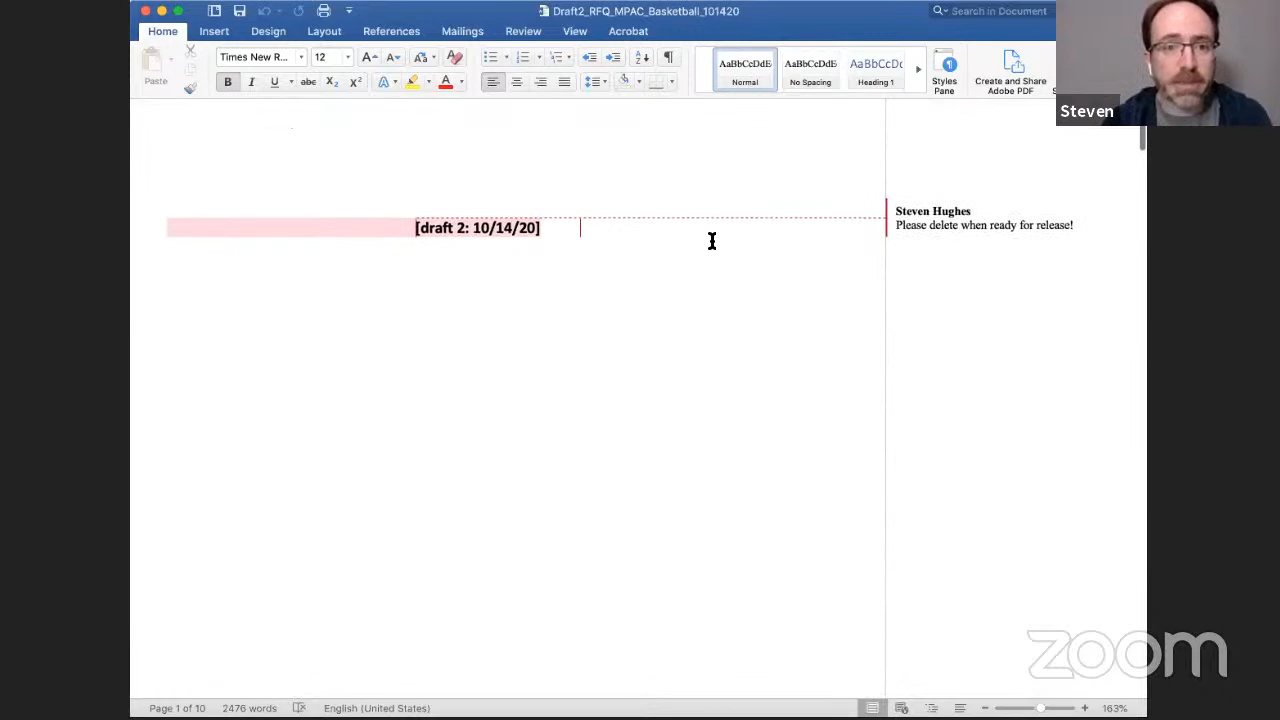 Draft2_RFQ_MPAC_Basketball_101420
Search in Document
Home Insert Design Layout References Mailings Review View Acrobat
Paste
Times New R... 12
AaBbCcDdE
Normal
AaBbCcDdE
No Spacing
AaBbCcDc
Heading 1
Styles
Pane
Create and Share
Adobe PDF
Steven
[draft 2: 10/14/20]
Steven Hughes
Please delete when ready for release!
zoom
Page 1 of 10 2476 words English (United States) 163%